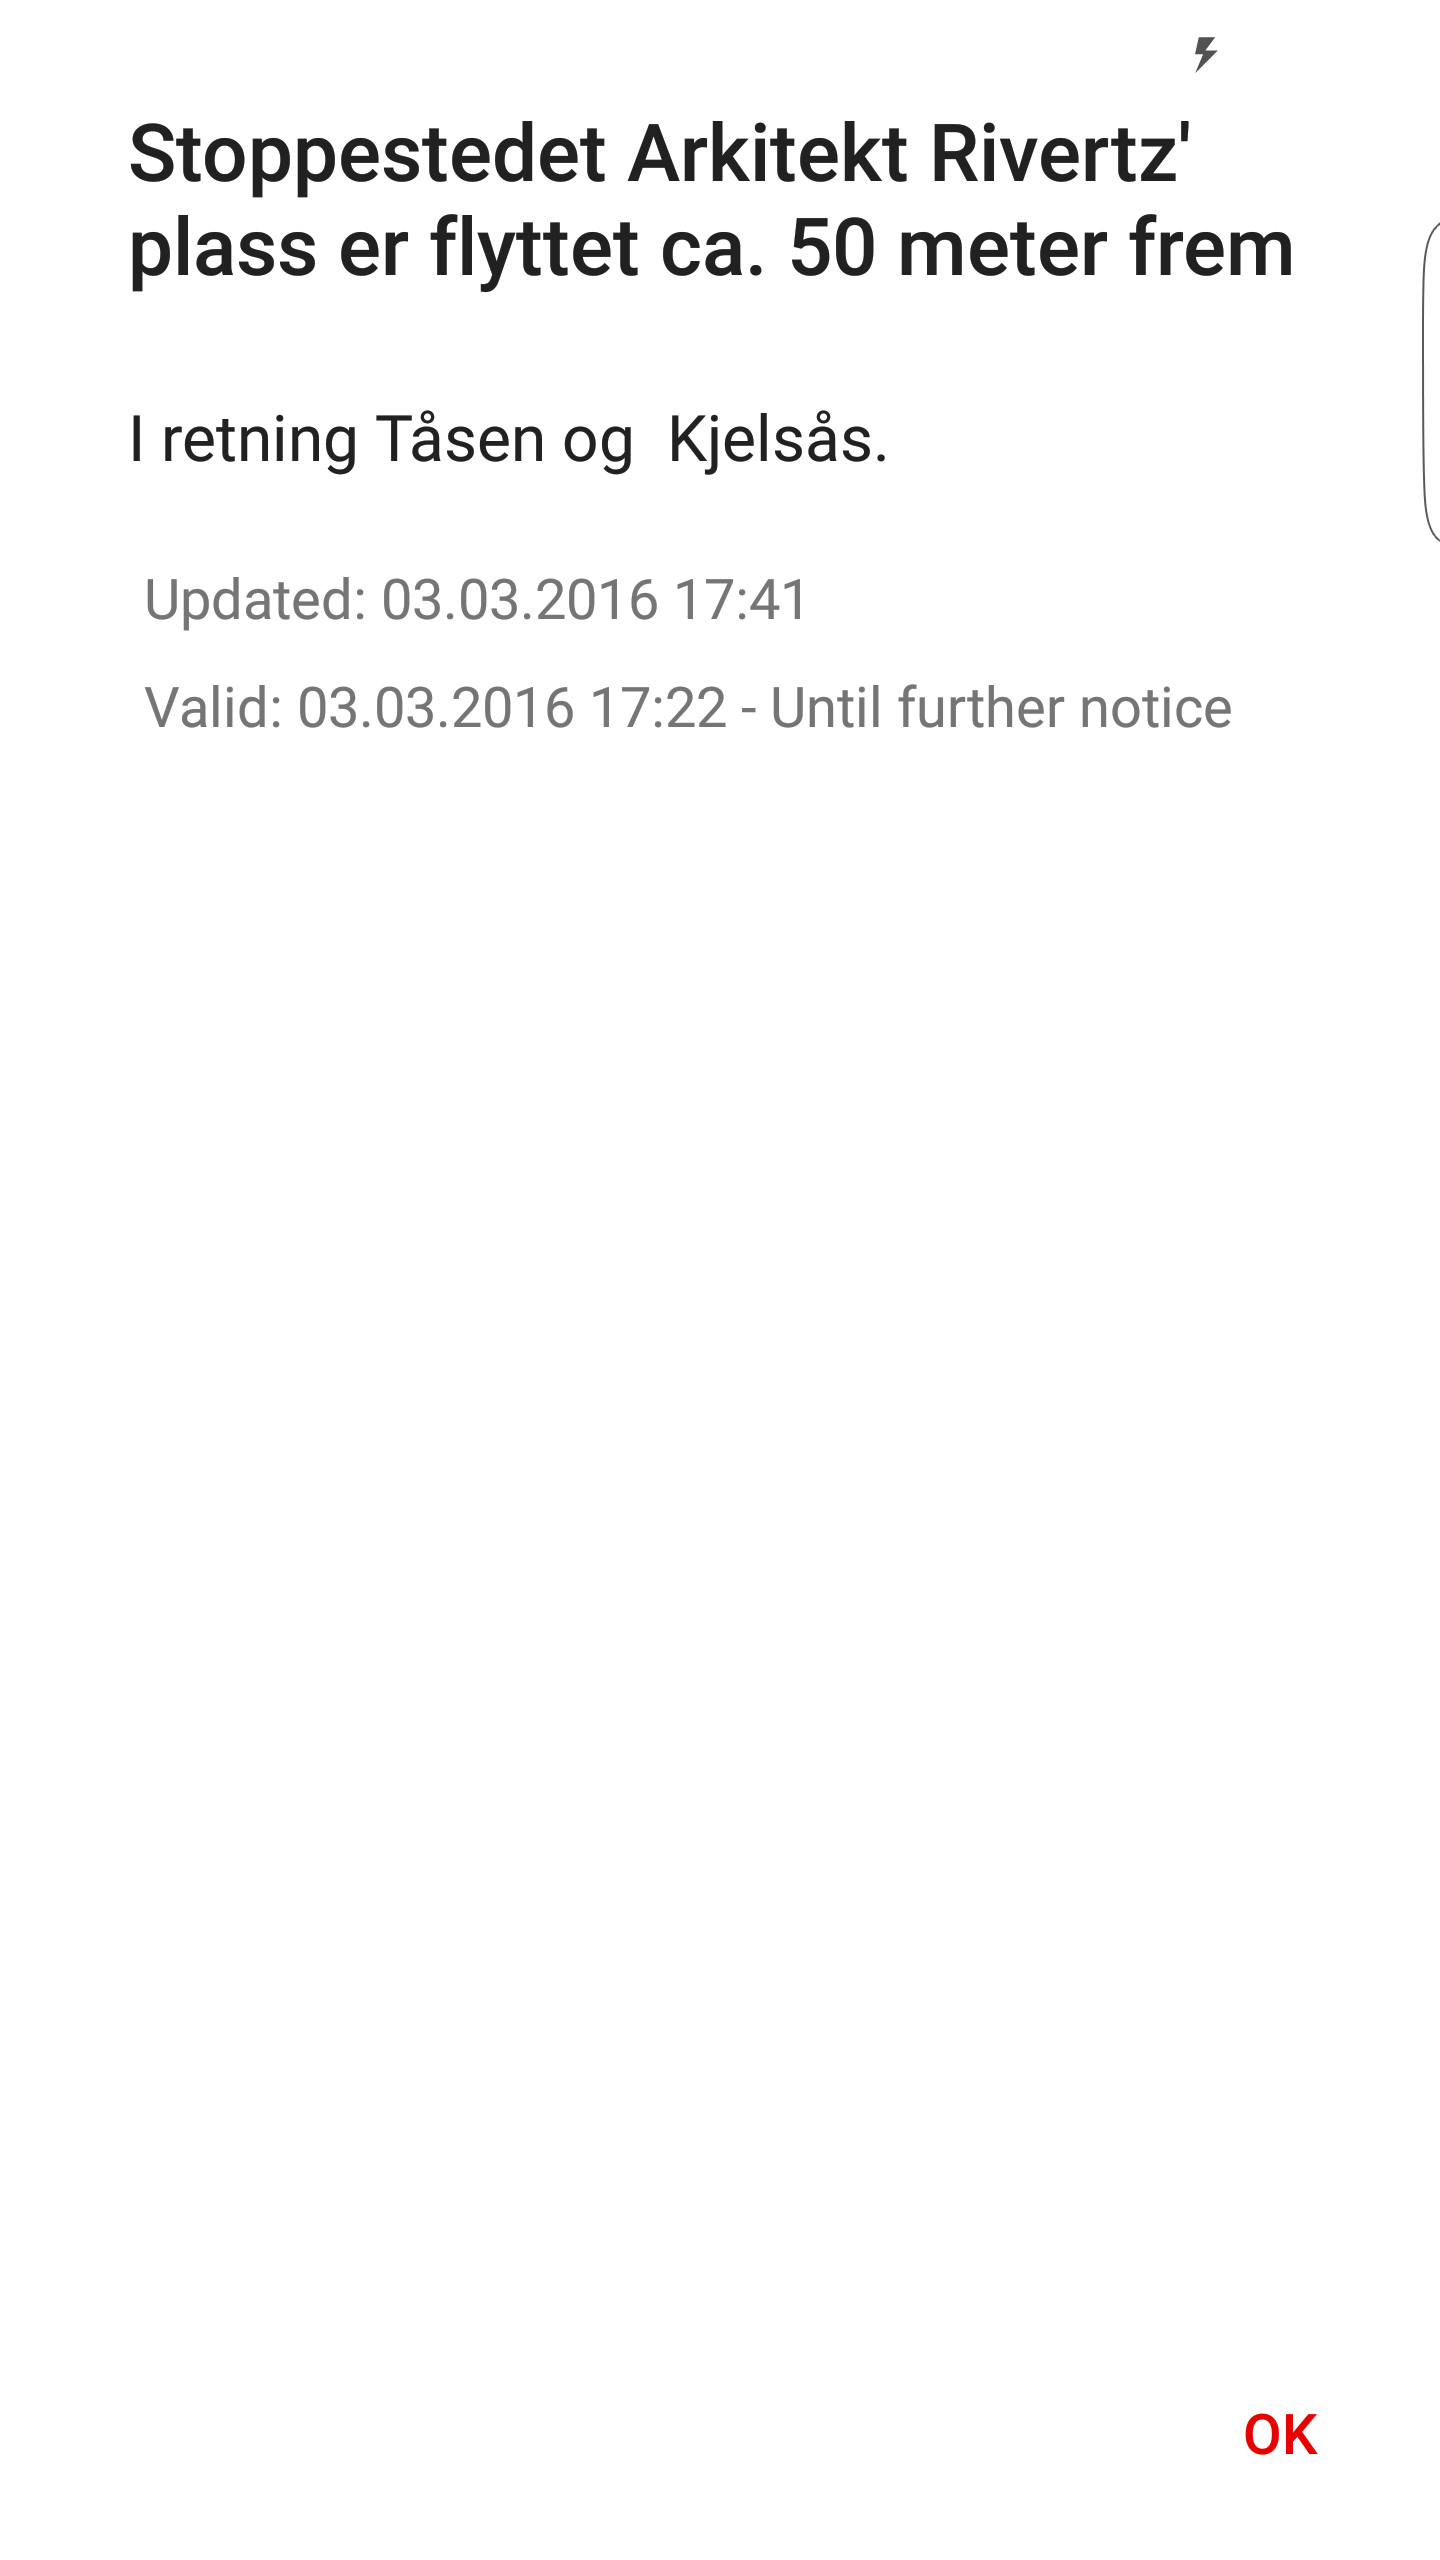 Stoppestedet Arkitekt Rivertz'
plass er flyttet ca. 50 meter frem
I retning Tåsen og  Kjelsås.
Updated: 03.03.2016 17:41
Valid: 03.03.2016 17:22 - Until further notice
OK